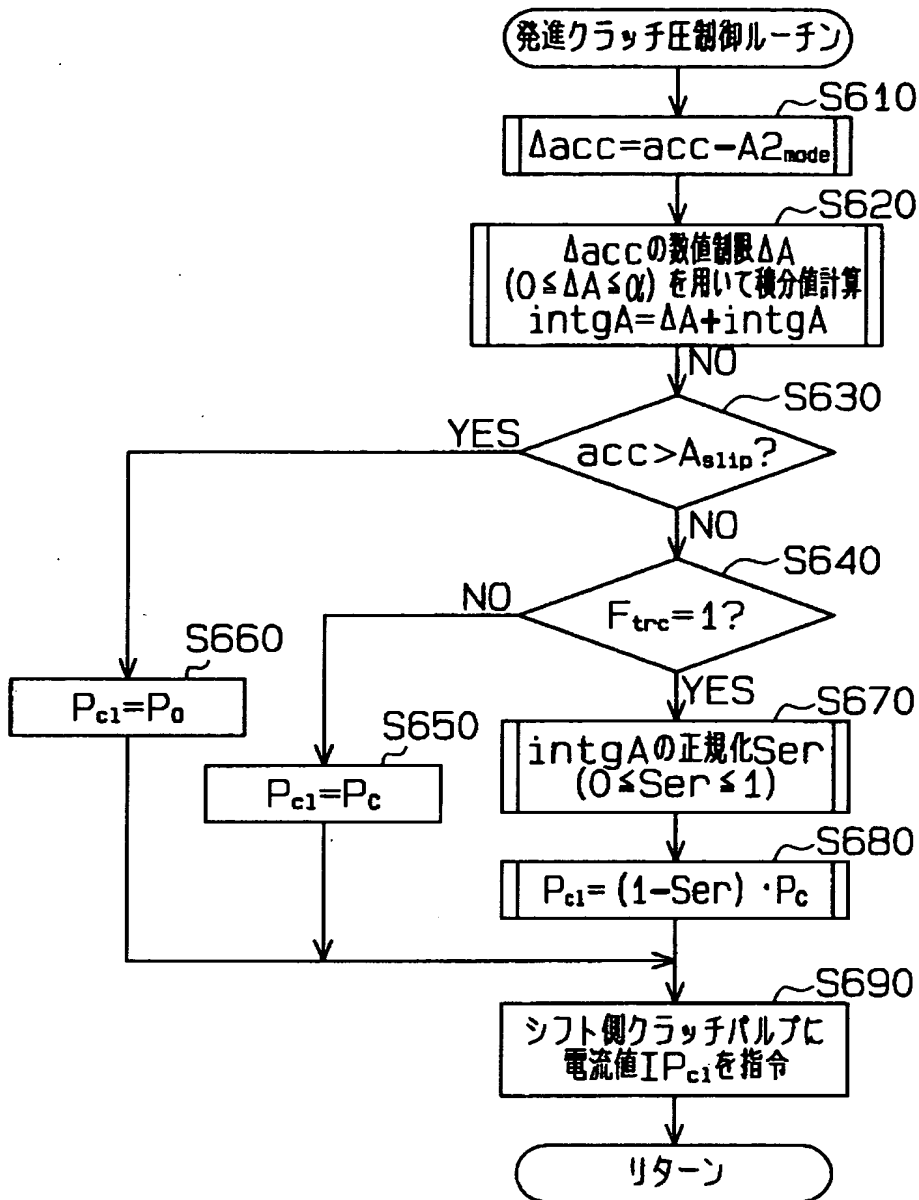 発進クラッチ圧制御ルーチン
S610
Δacc=acc-A2mode
S620
Δaccの数値制限ΔA
(0≦ΔA≦α)を用いて積分値計算
intgA=ΔA+intgA
NO
S630
YES
acc>Aslip?
NO
S640
NO
Ftrc=1?
YES
S660
Pcl=P0
S650
Pcl=PC
S670
intgAの正規化Ser
(0≦Ser≦1)
S680
Pcl=(1-Ser)・PC
S690
シフト側クラッチバルブに
電流値IPclを指令
リターン